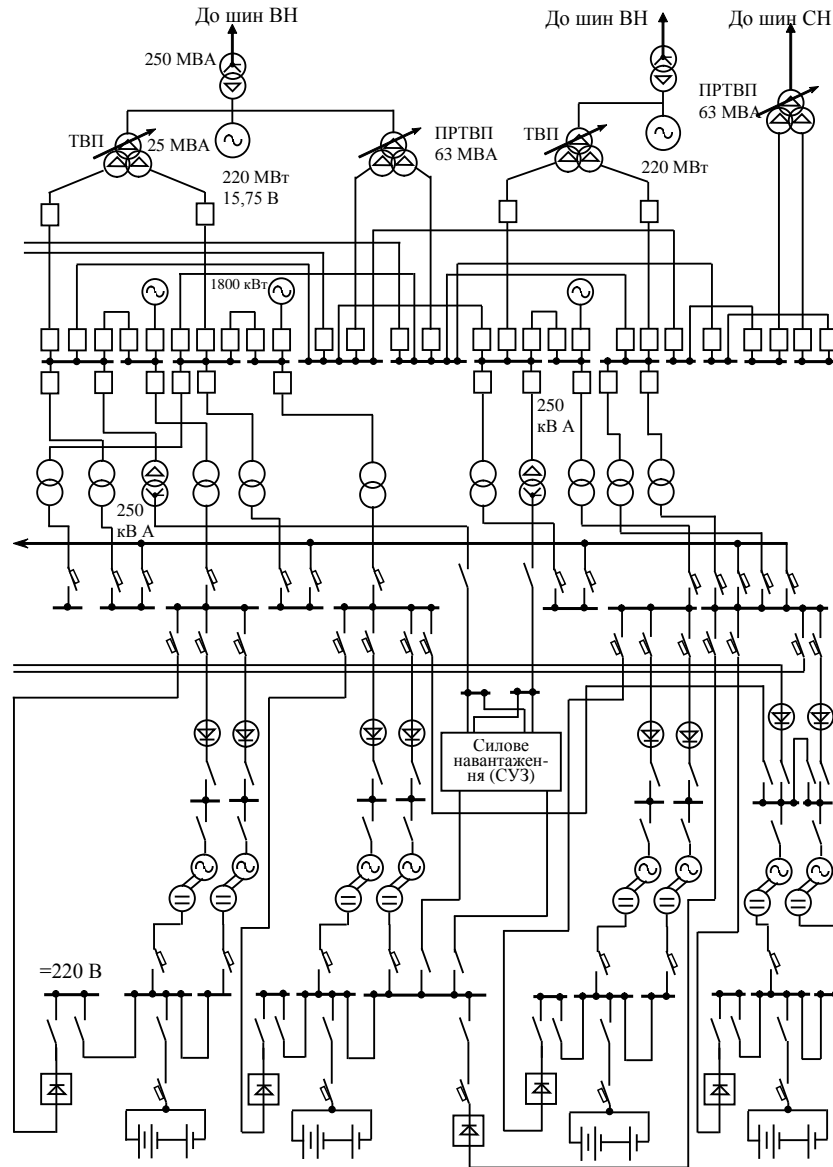 До шин ВН
До шин ВН
До шин СН
250 МВА
ПРТВП
63 МВА
ТВП
25 МВА
ПРТВП
63 МВА
ТВП
220 МВт
15,75 В
220 МВт
1800 кВт
250
кВ А
250
кВ А
Силове
навантажен-
ня (СУЗ)
=220 В